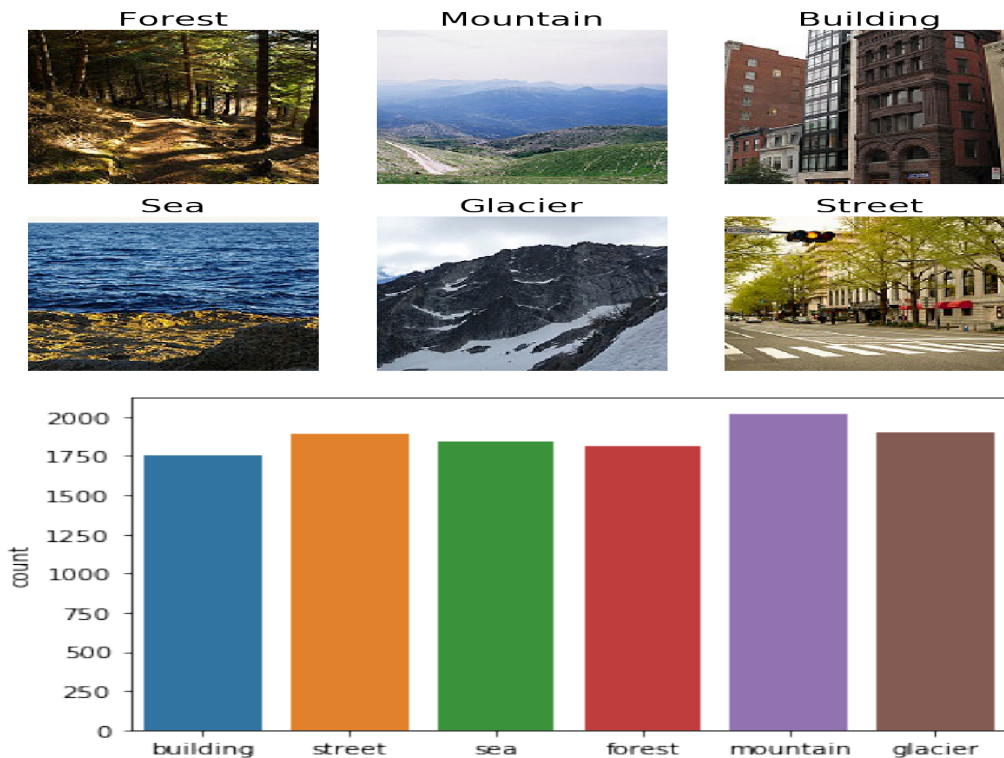 Forest Mountain Building
Sea Glacier Street
2000
1750
1500
1250
1000
750
500
250
0
count
building street sea forest mountain glacier